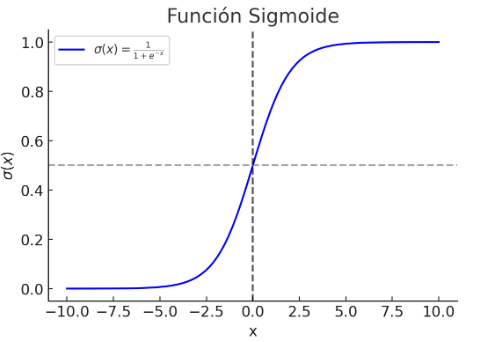 Función Sigmoide
σ(x) = 1/(1 + e^{-x})
1.0
0.8
0.6
0.4
0.2
0.0
σ(x)
−10.0 −7.5 −5.0 −2.5 0.0 2.5 5.0 7.5 10.0
x